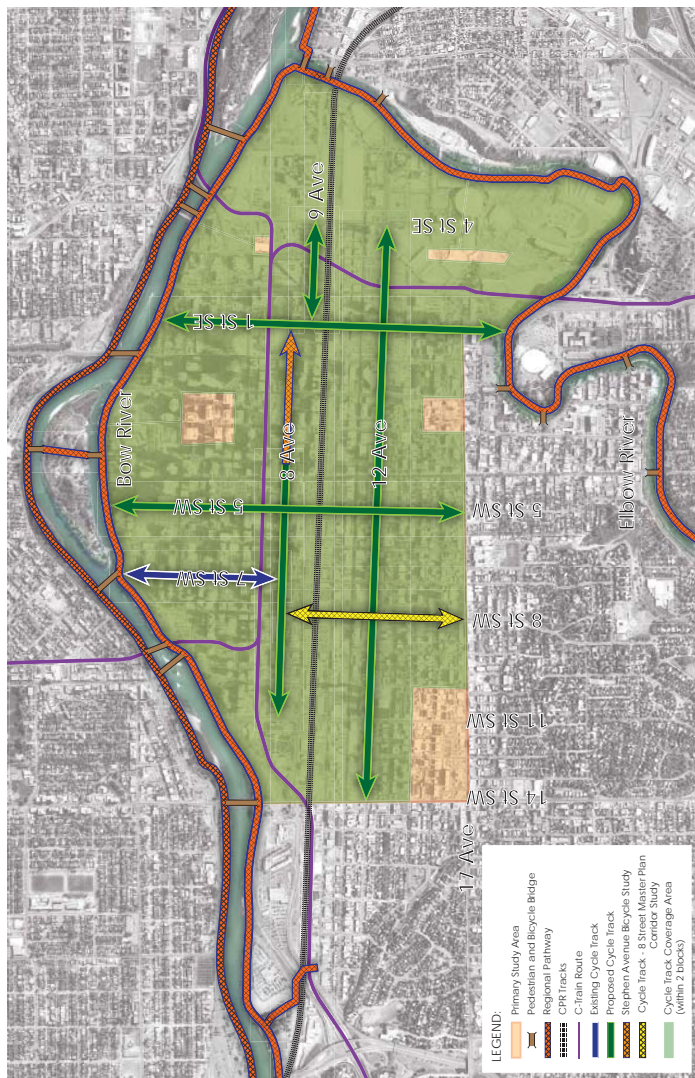 9 Ave
4 St SE
1 St SE
Bow River
8 Ave
12 Ave
5 St SW
5 St SW
Elbow River
7 St SW
8 St SW
11 St SW
14 St SW
17 Ave
LEGEND:
Primary Study Area
Pedestrian and Bicycle Bridge
Regional Pathway
CPR Tracks
C-Train Route
Existing Cycle Track
Proposed Cycle Track
Stephen Avenue Bicycle Study
Cycle Track - 8 Street Master Plan
Corridor Study
Cycle Track Coverage Area
(within 2 blocks)